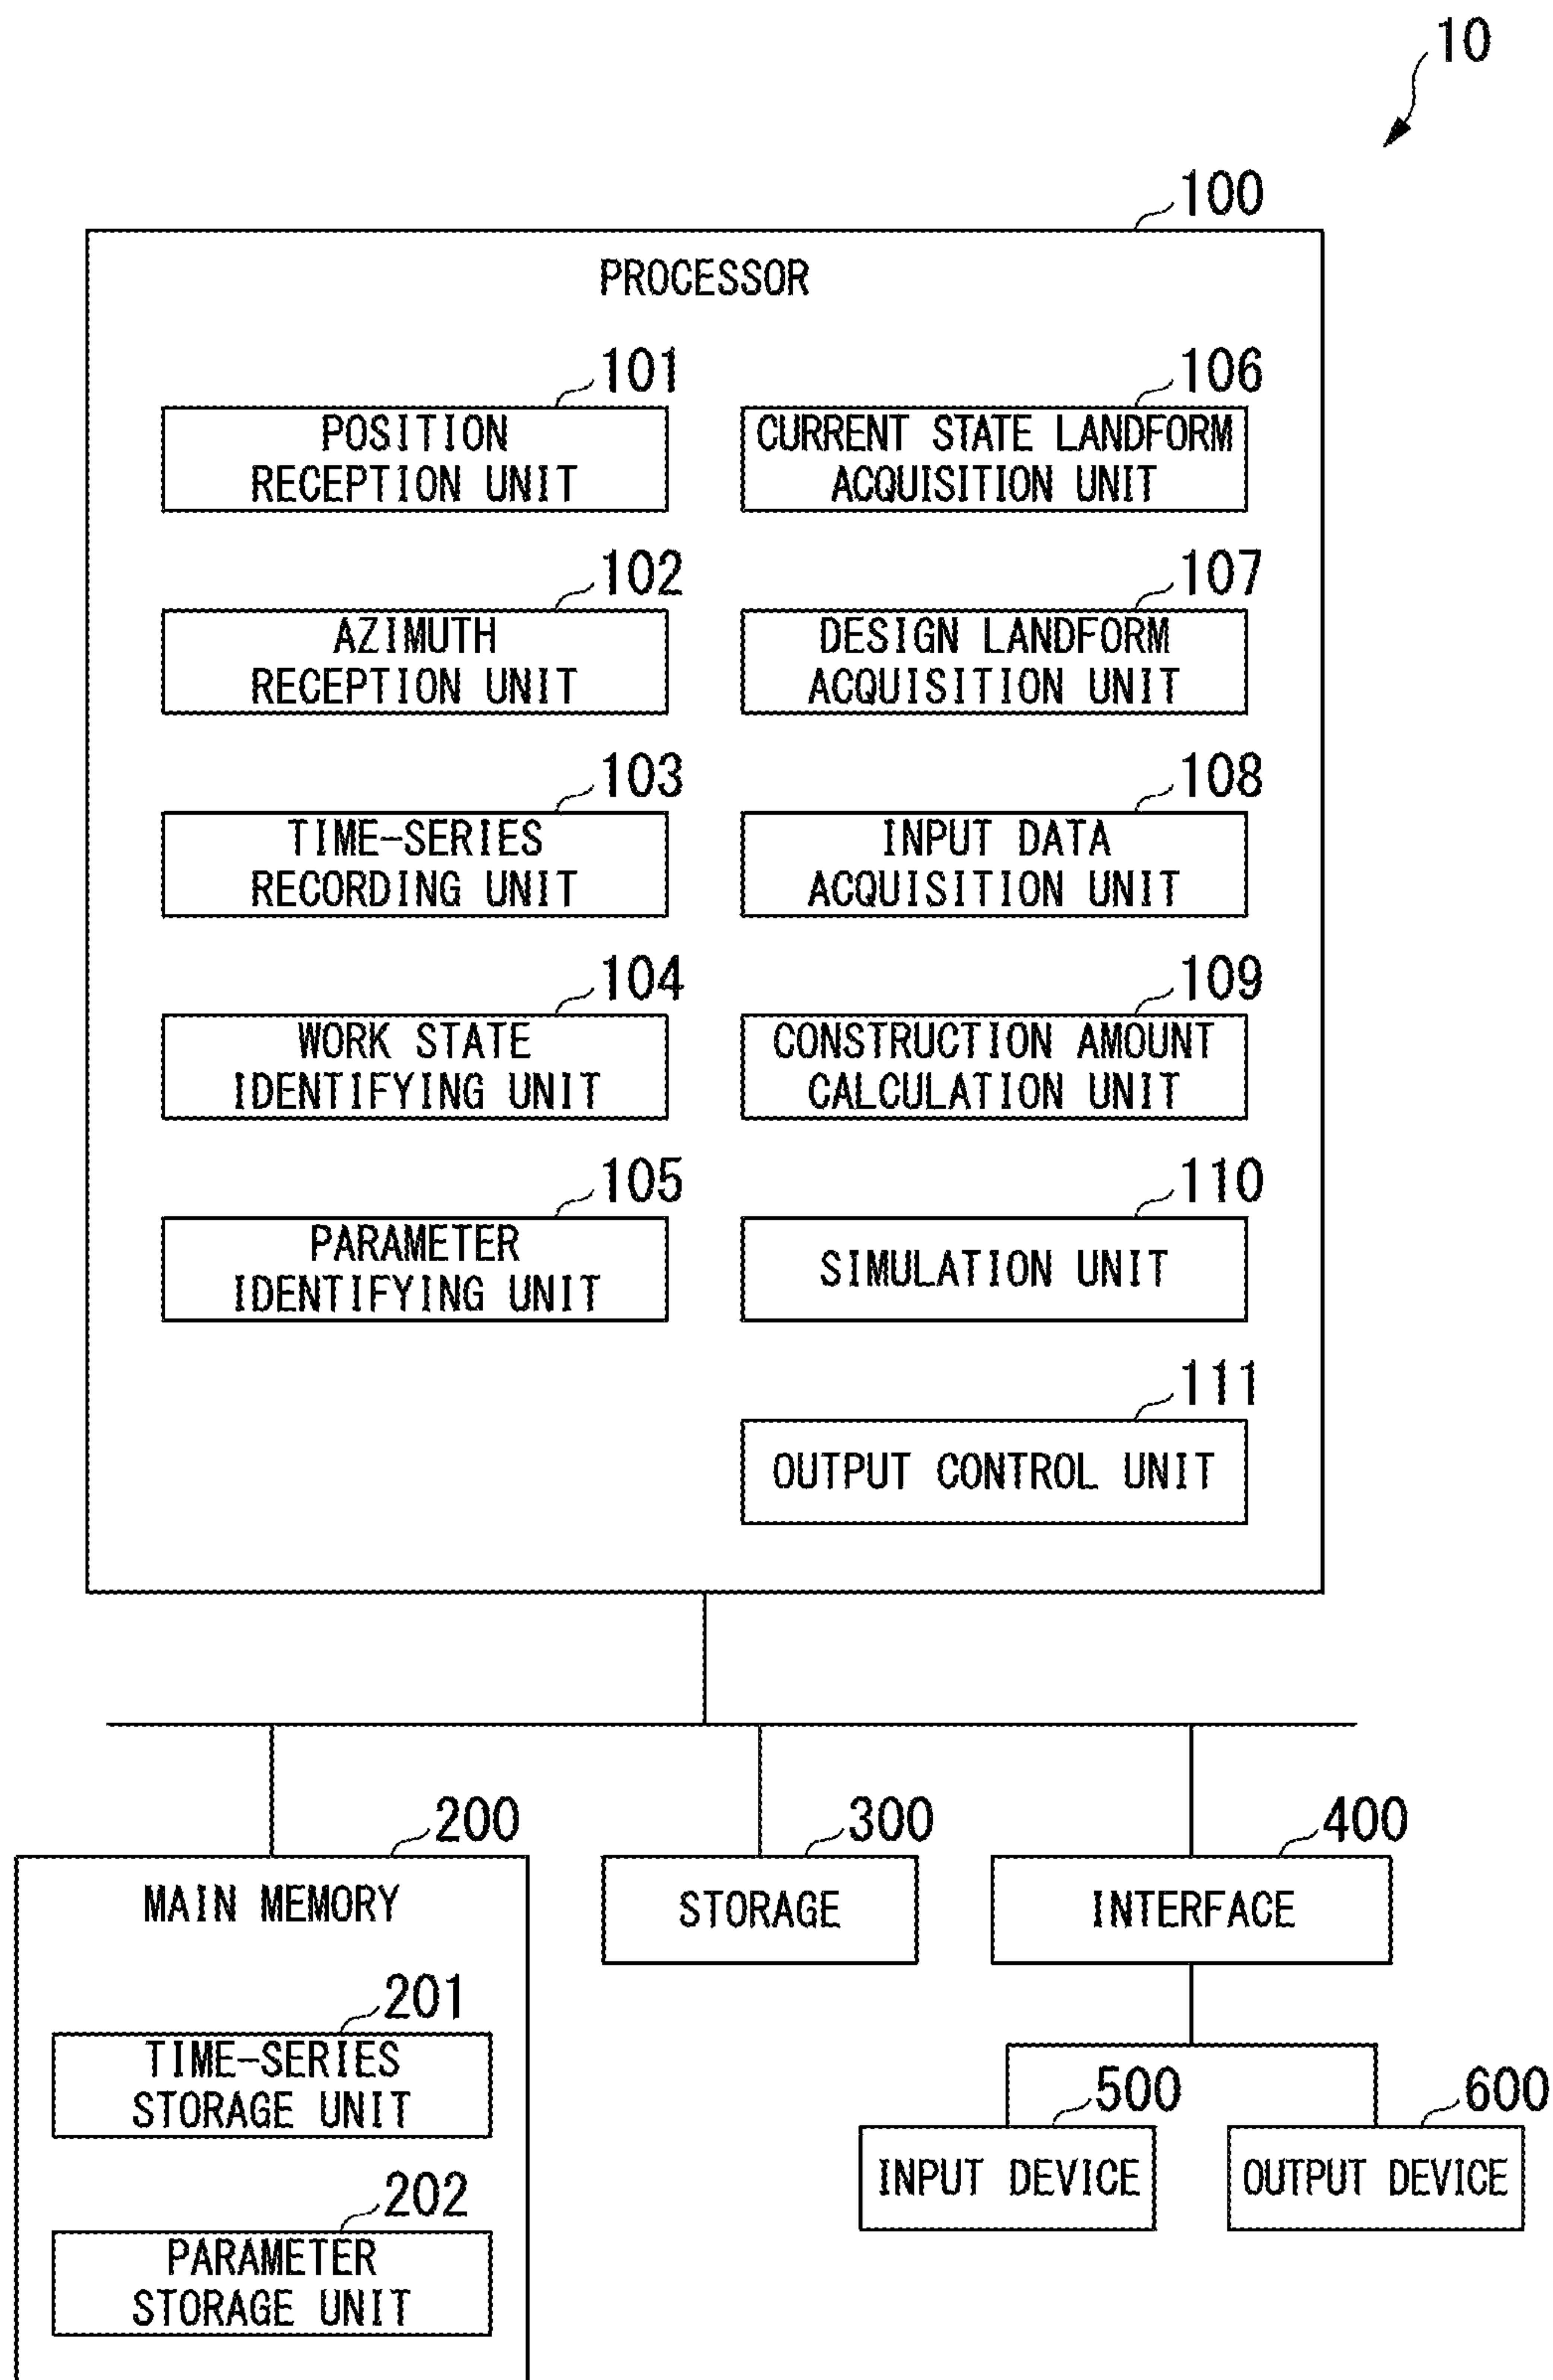 10
100
PROCESSOR
101
POSITION
RECEPTION UNIT
106
CURRENT STATE LANDFORM
ACQUISITION UNIT
102
AZIMUTH
RECEPTION UNIT
107
DESIGN LANDFORM
ACQUISITION UNIT
103
TIME-SERIES
RECORDING UNIT
108
INPUT DATA
ACQUISITION UNIT
104
WORK STATE
IDENTIFYING UNIT
109
CONSTRUCTION AMOUNT
CALCULATION UNIT
105
PARAMETER
IDENTIFYING UNIT
110
SIMULATION UNIT
111
OUTPUT CONTROL UNIT
200
MAIN MEMORY
201
TIME-SERIES
STORAGE UNIT
202
PARAMETER
STORAGE UNIT
300
STORAGE
400
INTERFACE
500
INPUT DEVICE
600
OUTPUT DEVICE